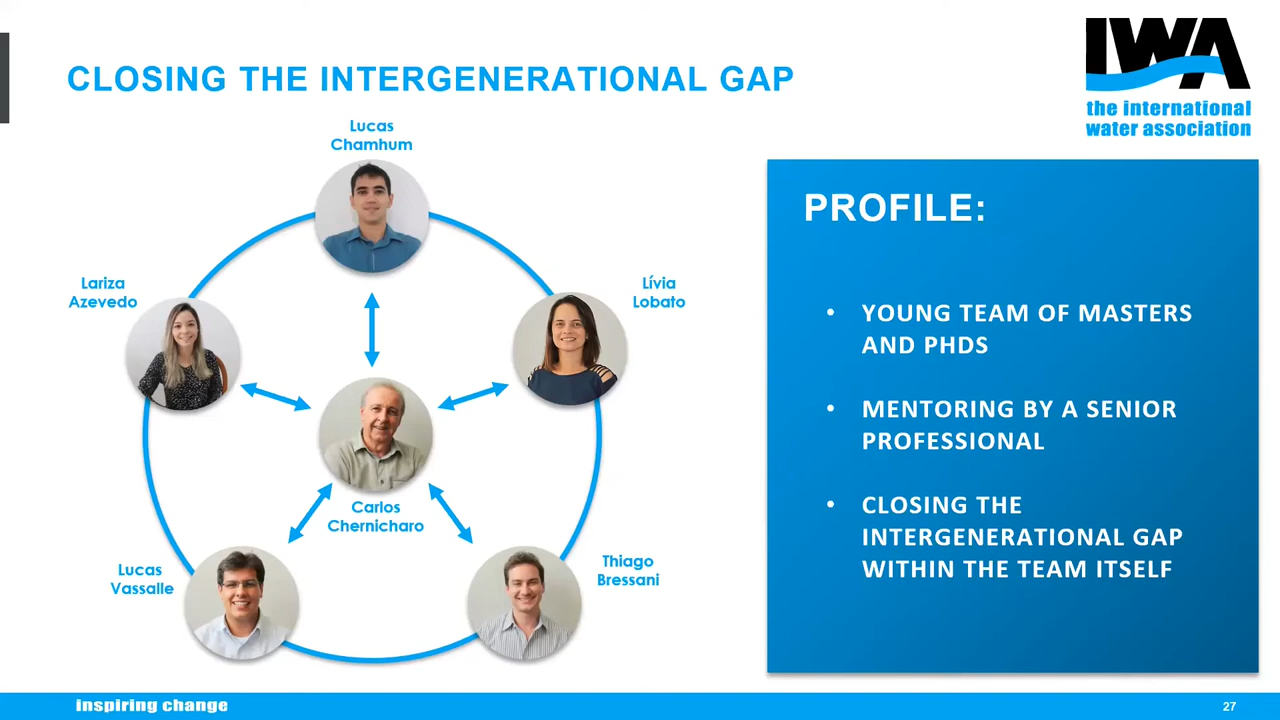 IWA
the international
water association
CLOSING THE INTERGENERATIONAL GAP
Lucas
Chamhum
Lariza
Azevedo
Lívia
Lobato
Carlos
Chernicharo
Lucas
Vassalle
Thiago
Bressani
PROFILE:
• YOUNG TEAM OF MASTERS
AND PHDS
• MENTORING BY A SENIOR
PROFESSIONAL
• CLOSING THE
INTERGENERATIONAL GAP
WITHIN THE TEAM ITSELF
inspiring change
27